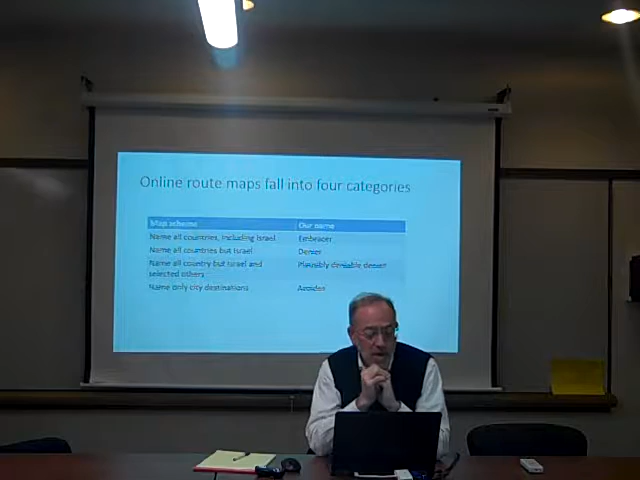 Online route maps fall into four categories
Map scheme Our name
Name all countries, including Israel Embracer
Name all countries but Israel Denier
Name all country but Israel and Plausibly deniable denier
selected others
Name only city destinations Avoider